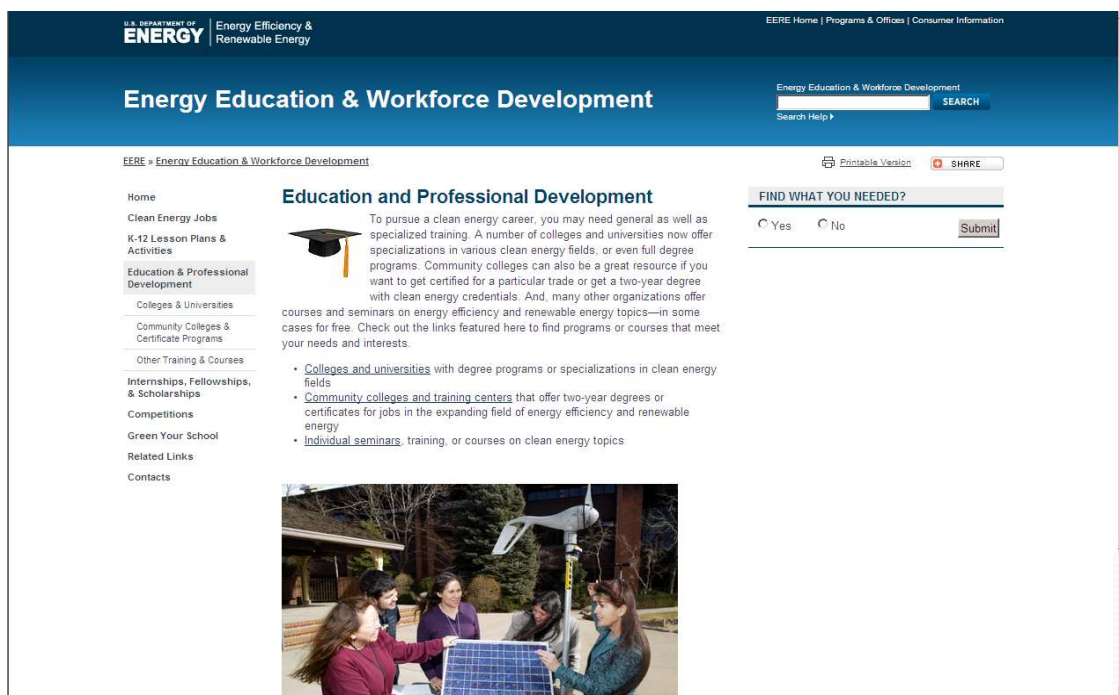 U.S. DEPARTMENT OF
ENERGY
Energy Efficiency &
Renewable Energy
EERE Home | Programs & Offices | Consumer Information
Energy Education & Workforce Development
Energy Education & Workforce Development
SEARCH
Search Help
EERE » Energy Education & Workforce Development
Printable Version
SHARE
Home
Clean Energy Jobs
K-12 Lesson Plans &
Activities
Education & Professional
Development
Colleges & Universities
Community Colleges &
Certificate Programs
Other Training & Courses
Internships, Fellowships,
& Scholarships
Competitions
Green Your School
Related Links
Contacts
Education and Professional Development
To pursue a clean energy career, you may need general as well as
specialized training. A number of colleges and universities now offer
specializations in various clean energy fields, or even full degree
programs. Community colleges can also be a great resource if you
want to get certified for a particular trade or get a two-year degree
with clean energy credentials. And, many other organizations offer
courses and seminars on energy efficiency and renewable energy topics—in some
cases for free. Check out the links featured here to find programs or courses that meet
your needs and interests.
• Colleges and universities with degree programs or specializations in clean energy
fields
• Community colleges and training centers that offer two-year degrees or
certificates for jobs in the expanding field of energy efficiency and renewable
energy
• Individual seminars, training, or courses on clean energy topics
FIND WHAT YOU NEEDED?
Yes No Submit